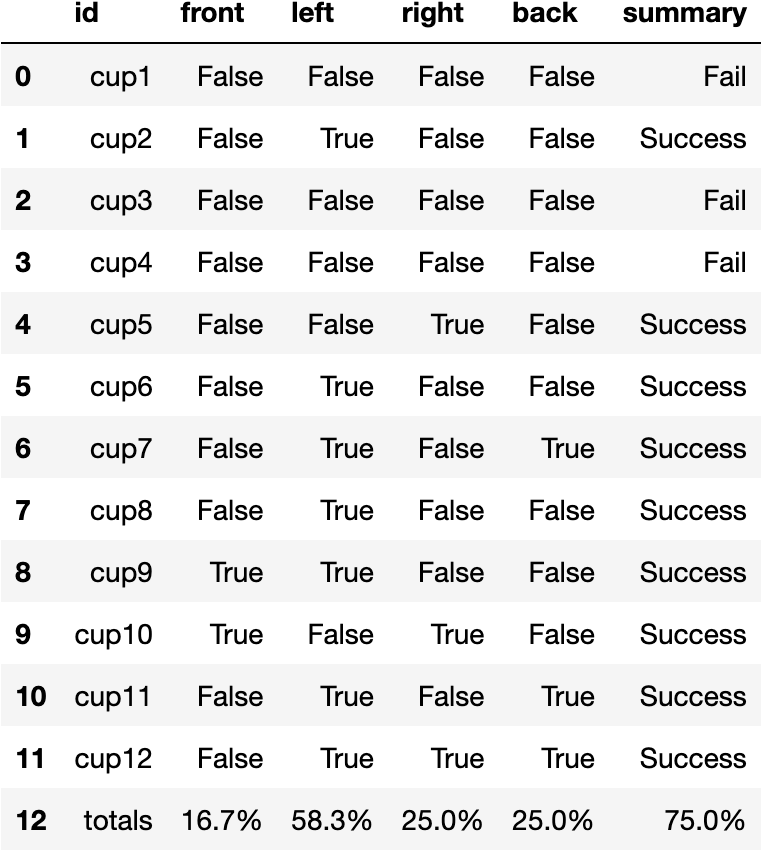 id front left right back summary
0 cup1 False False False False Fail
1 cup2 False True False False Success
2 cup3 False False False False Fail
3 cup4 False False False False Fail
4 cup5 False False True False Success
5 cup6 False True False False Success
6 cup7 False True False True Success
7 cup8 False True False False Success
8 cup9 True True False False Success
9 cup10 True False True False Success
10 cup11 False True False True Success
11 cup12 False True True True Success
12 totals 16.7% 58.3% 25.0% 25.0% 75.0%